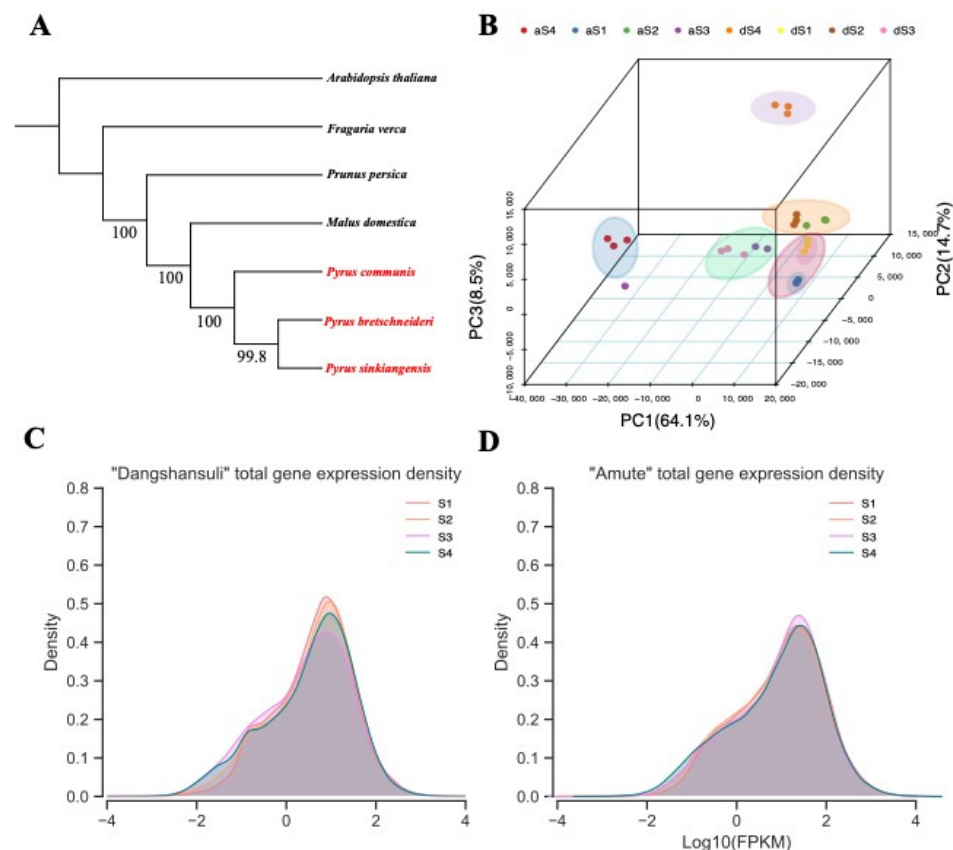 A
Arabidopsis thaliana
Fragaria verca
Prunus persica
Malus domestica
Pyrus communis
Pyrus bretschneideri
Pyrus sinkiangensis
100
100
100
99.8
B
aS4 aS1 aS2 aS3 dS4 dS1 dS2 dS3
PC3(8.5%)
15,000
10,000
5,000
0
−5,000
−10,000
−40,000 −30,000 −20,000 −10,000 0 10,000 20,000
PC1(64.1%)
15,000
10,000
5,000
0
−5,000
−10,000
−15,000
−20,000
PC2(14.7%)
C
"Dangshansuli" total gene expression density
S1
S2
S3
S4
Density
0.8
0.7
0.6
0.5
0.4
0.3
0.2
0.1
0.0
−4 −2 0 2 4
D
"Amute" total gene expression density
S1
S2
S3
S4
Density
0.8
0.7
0.6
0.5
0.4
0.3
0.2
0.1
0.0
−4 −2 0 2 4
Log10(FPKM)